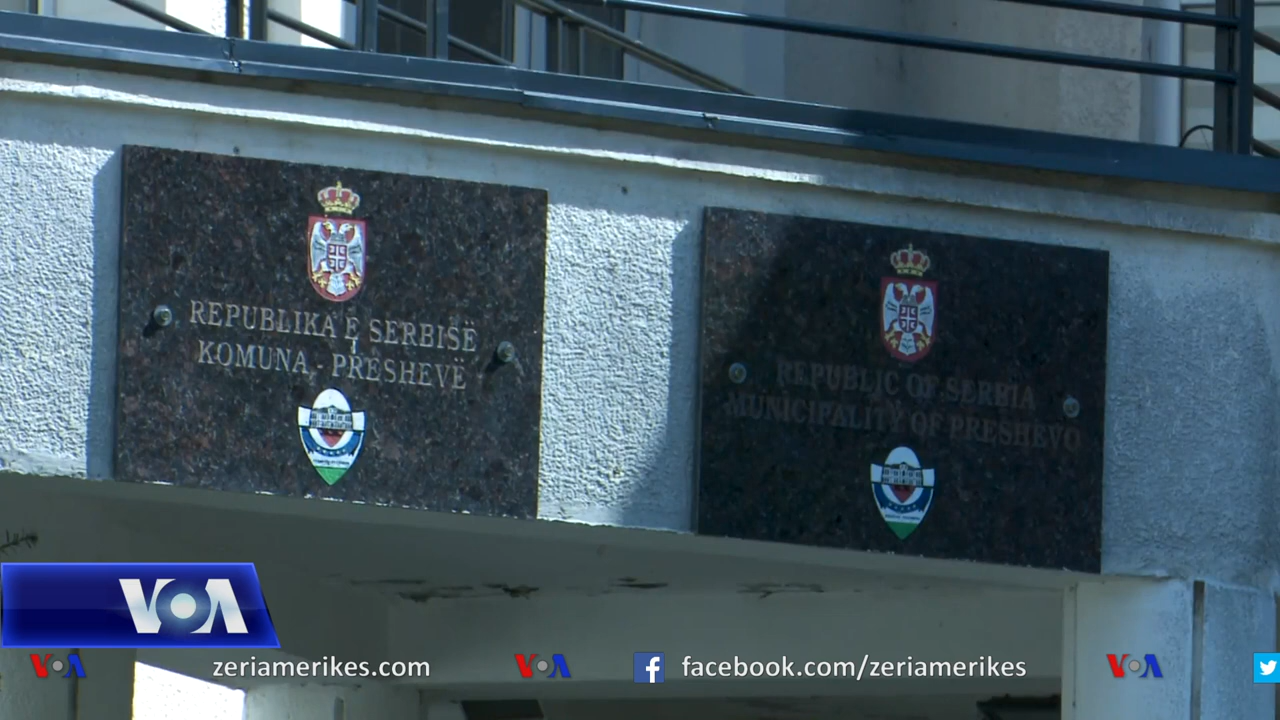 REPUBLIKA E SERBISË
KOMUNA - PRESHEVË
REPUBLIC OF SERBIA
MUNICIPALITY OF PRESHEVO
VOA
VOA
zeriamerikes.com
VOA
facebook.com/zeriamerikes
VOA